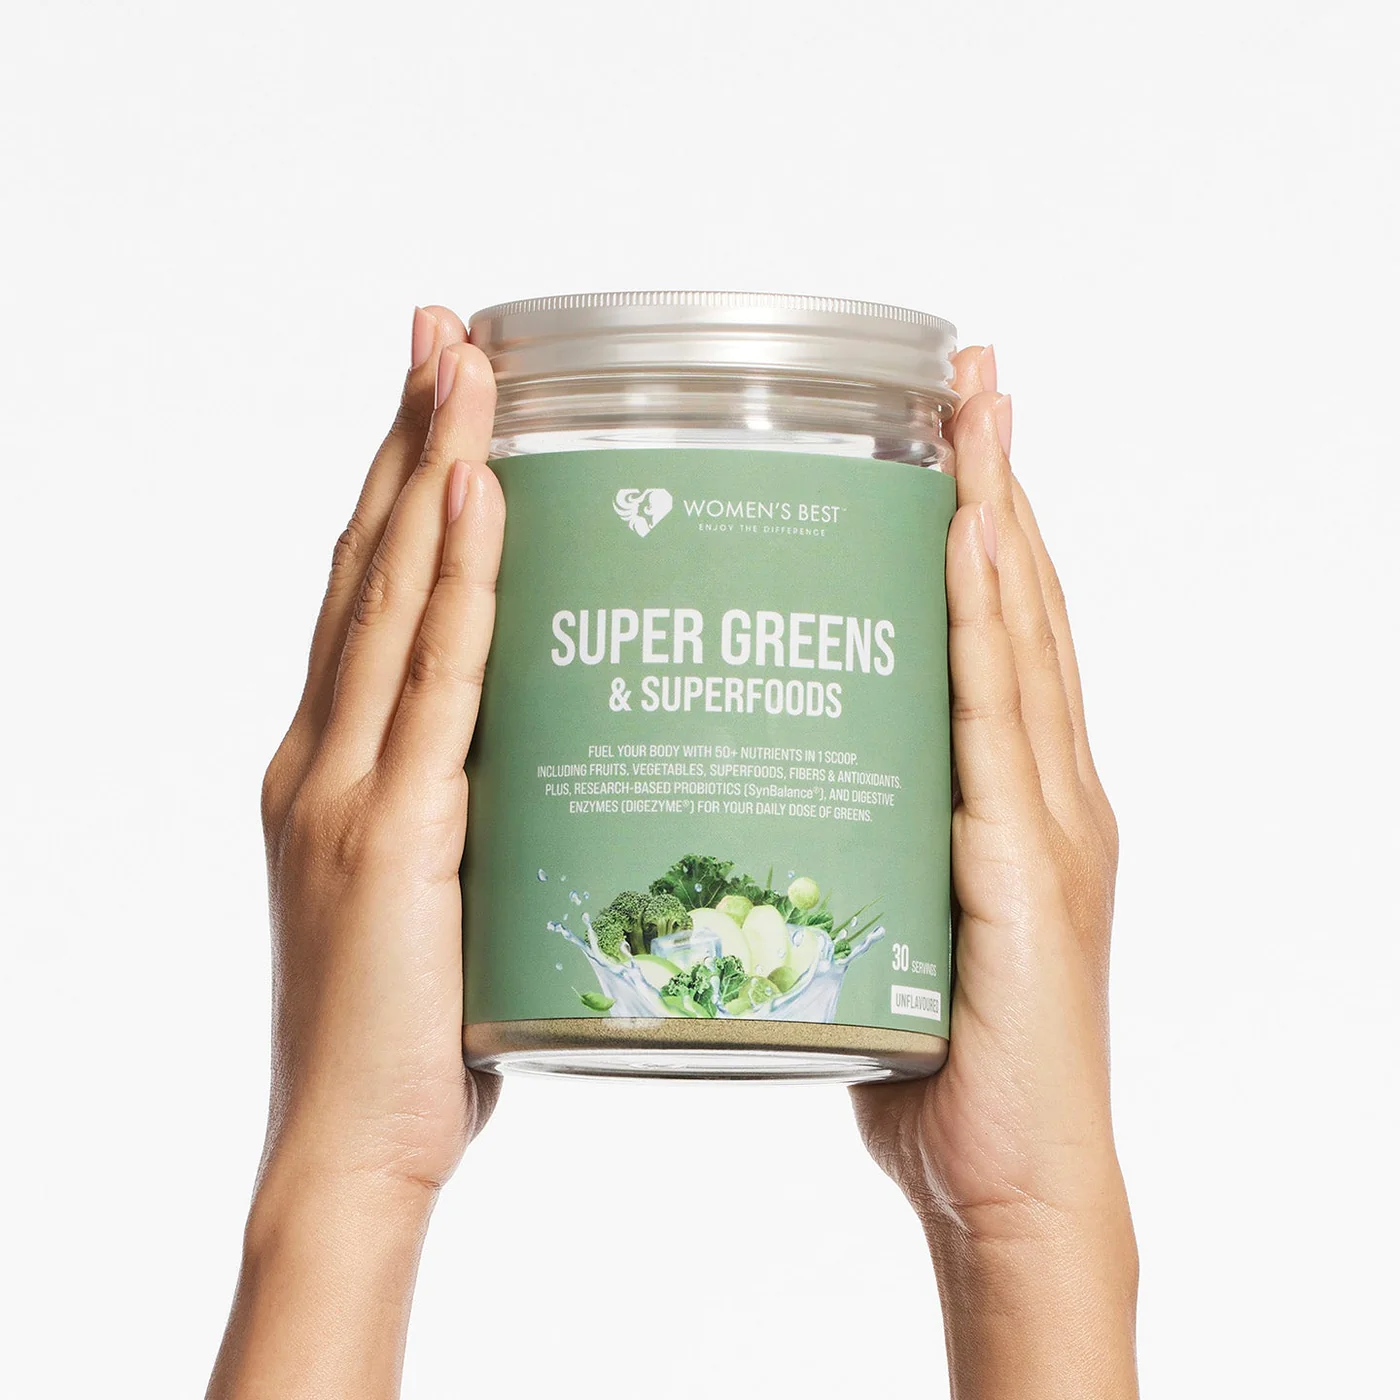 WOMEN'S BEST™
ENJOY THE DIFFERENCE
SUPER GREENS
& SUPERFOODS
FUEL YOUR BODY WITH 50+ NUTRIENTS IN 1 SCOOP.
INCLUDING FRUITS, VEGETABLES, SUPERFOODS, FIBERS & ANTIOXIDANTS.
PLUS, RESEARCH-BASED PROBIOTICS (SynBalance®), AND DIGESTIVE
ENZYMES (DIGEZYME®) FOR YOUR DAILY DOSE OF GREENS.
30 SERVINGS
UNFLAVOURED